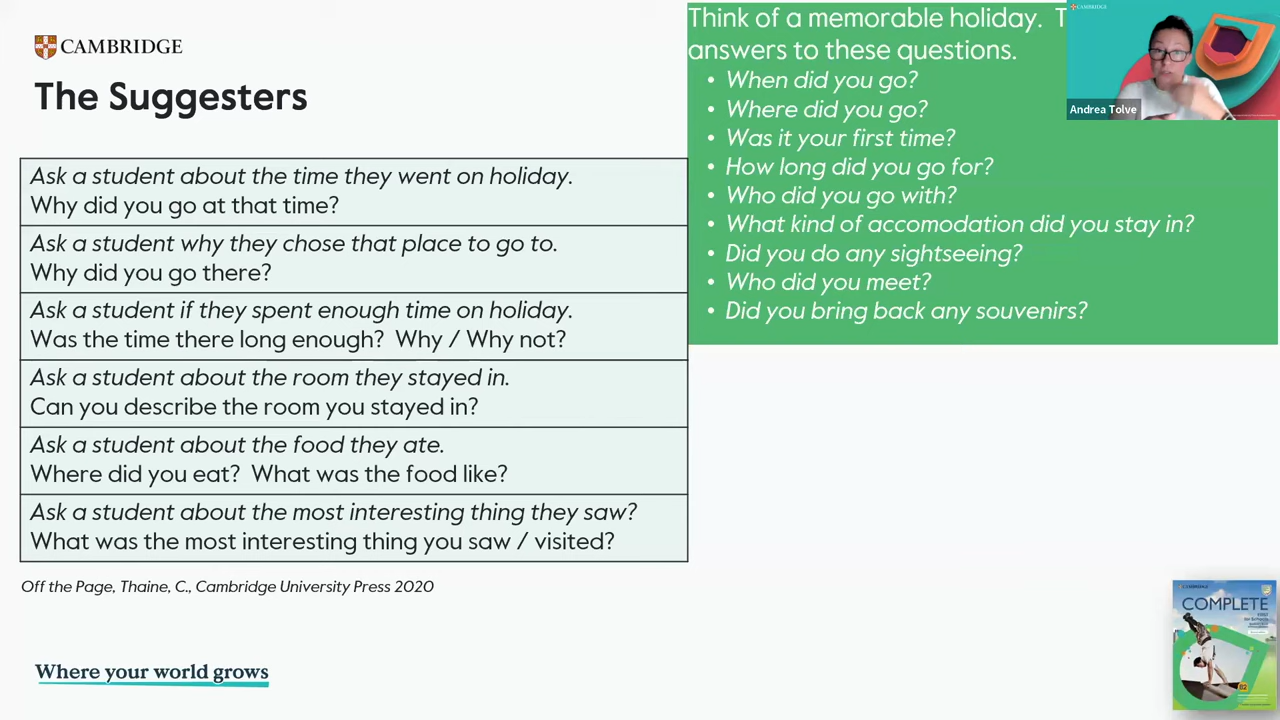 CAMBRIDGE
The Suggesters
Ask a student about the time they went on holiday.
Why did you go at that time?
Ask a student why they chose that place to go to.
Why did you go there?
Ask a student if they spent enough time on holiday.
Was the time there long enough? Why / Why not?
Ask a student about the room they stayed in.
Can you describe the room you stayed in?
Ask a student about the food they ate.
Where did you eat? What was the food like?
Ask a student about the most interesting thing they saw?
What was the most interesting thing you saw / visited?
Off the Page, Thaine, C., Cambridge University Press 2020
Where your world grows
Think of a memorable holiday. T
answers to these questions.
• When did you go?
• Where did you go?
• Was it your first time?
• How long did you go for?
• Who did you go with?
• What kind of accomodation did you stay in?
• Did you do any sightseeing?
• Who did you meet?
• Did you bring back any souvenirs?
CAMBRIDGE
Andrea Tolve
CAMBRIDGE
COMPLETE
for Schools
B2